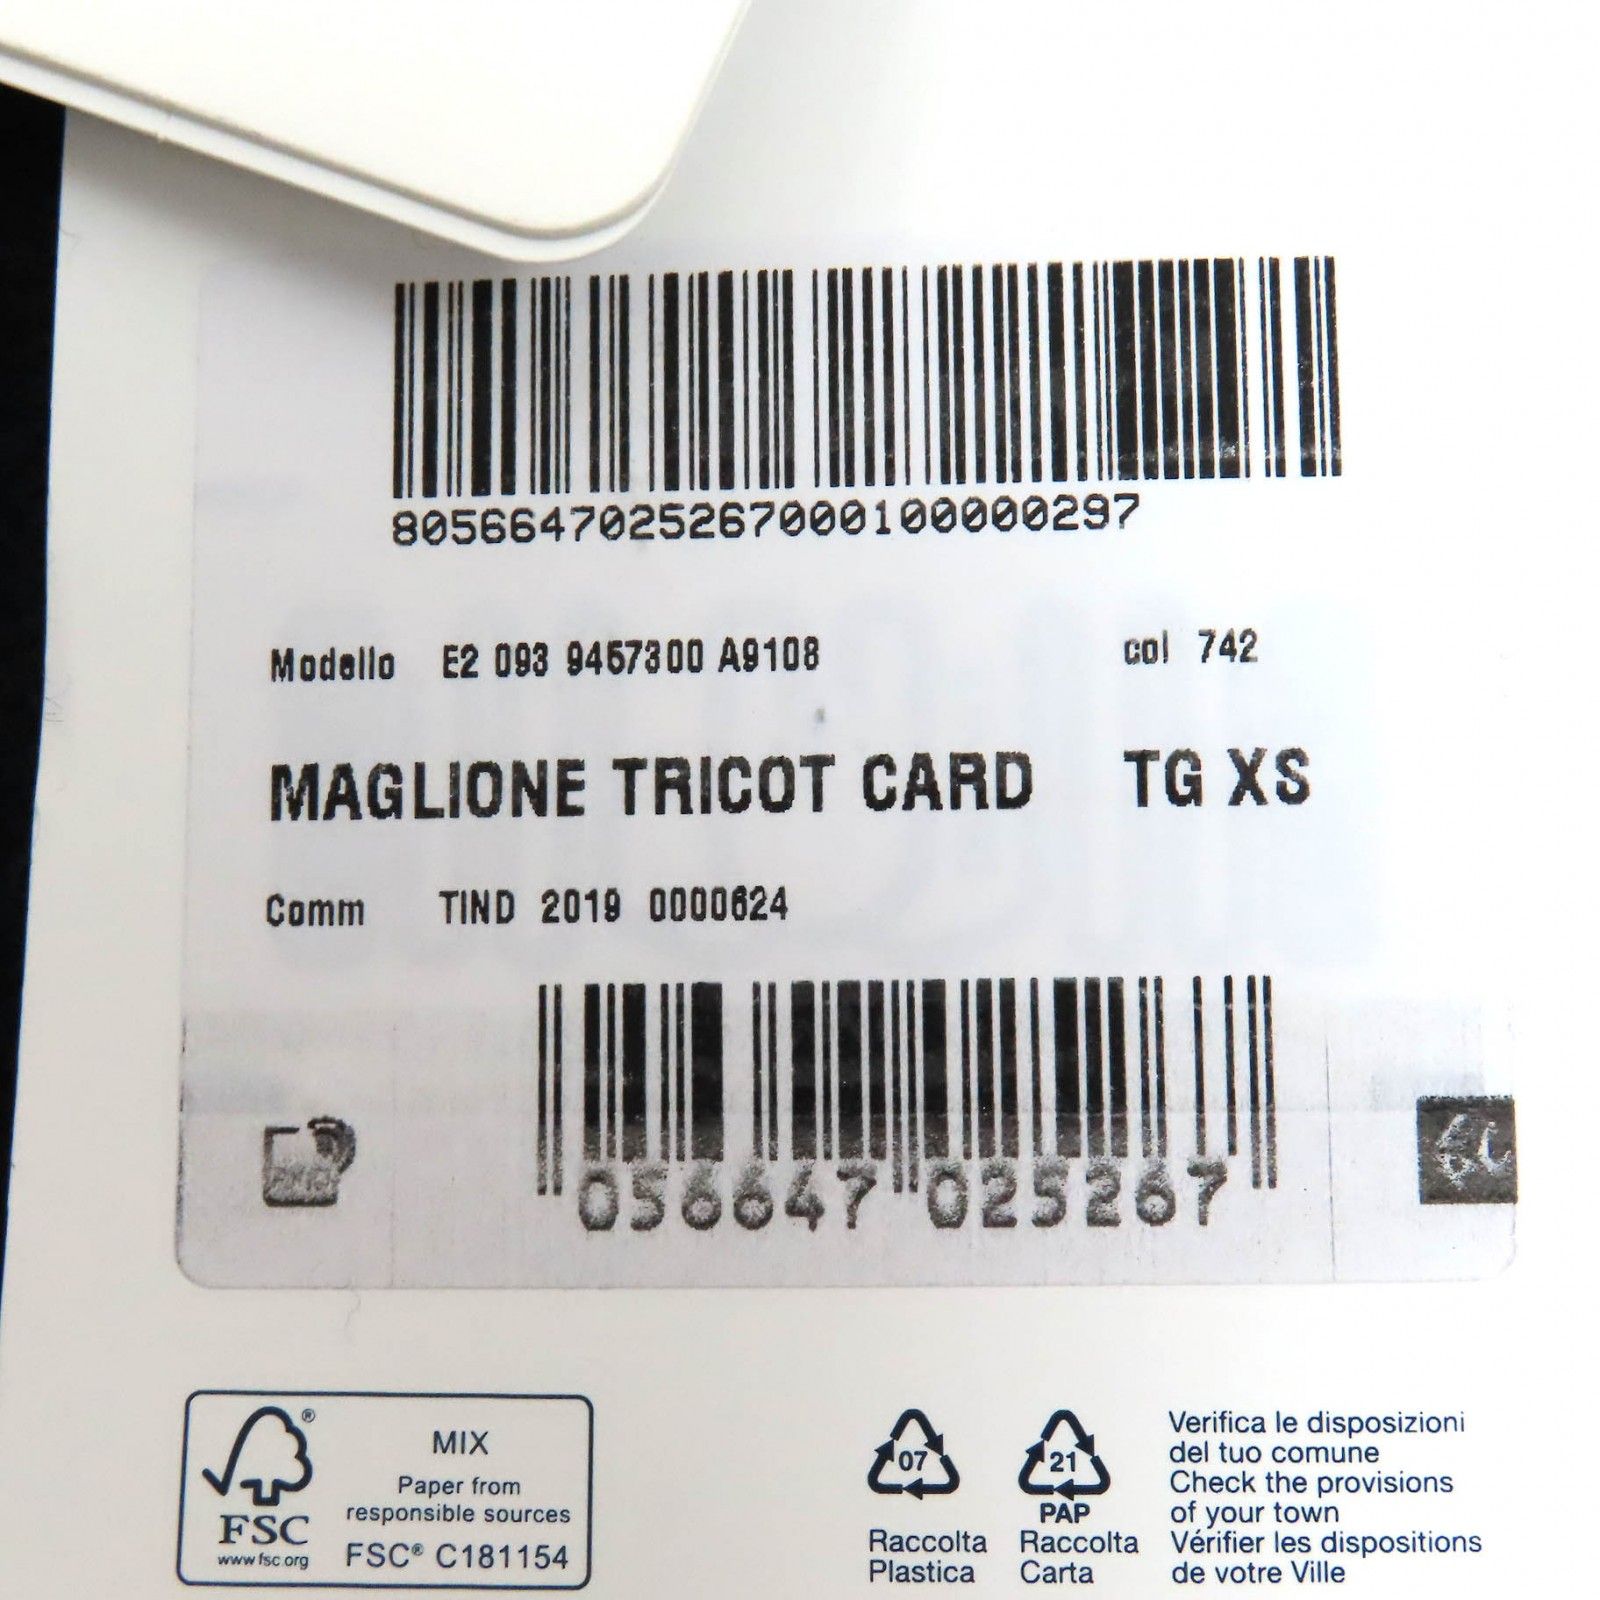 8056647025267000100000297
Modello E2 093 9457300 A9108 col 742
MAGLIONE TRICOT CARD TG XS
Comm TIND 2019 0000624
056647 025267
FSC
www.fsc.org
MIX
Paper from
responsible sources
FSC® C181154
07
Raccolta
Plastica
21
PAP
Raccolta
Carta
Verifica le disposizioni
del tuo comune
Check the provisions
of your town
Vérifier les dispositions
de votre Ville